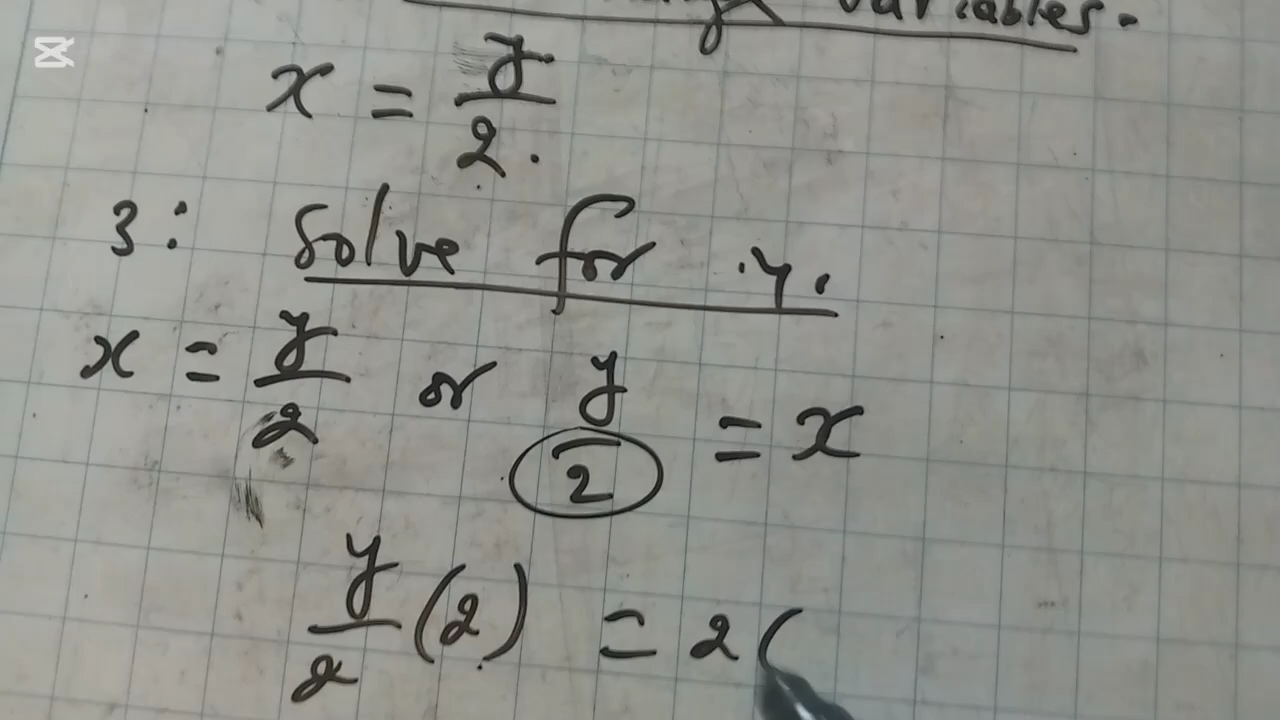 variables.
x = y/2.
3: Solve for y.
x = y/2 or y/2 = x
y/2 (2) = 2(